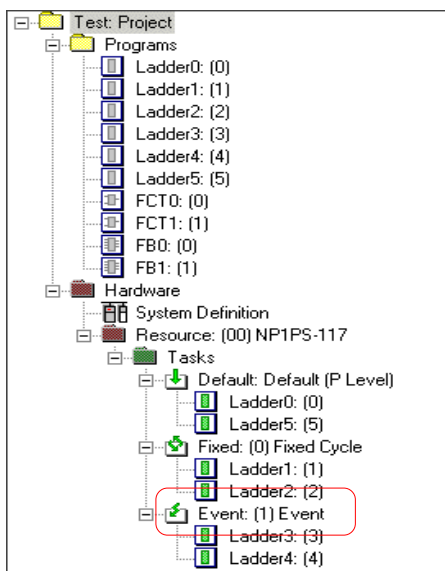 Test: Project
Programs
Ladder0: (0)
Ladder1: (1)
Ladder2: (2)
Ladder3: (3)
Ladder4: (4)
Ladder5: (5)
FCT0: (0)
FCT1: (1)
FB0: (0)
FB1: (1)
Hardware
System Definition
Resource: (00) NP1PS-117
Tasks
Default: Default (P Level)
Ladder0: (0)
Ladder5: (5)
Fixed: (0) Fixed Cycle
Ladder1: (1)
Ladder2: (2)
Event: (1) Event
Ladder3: (3)
Ladder4: (4)